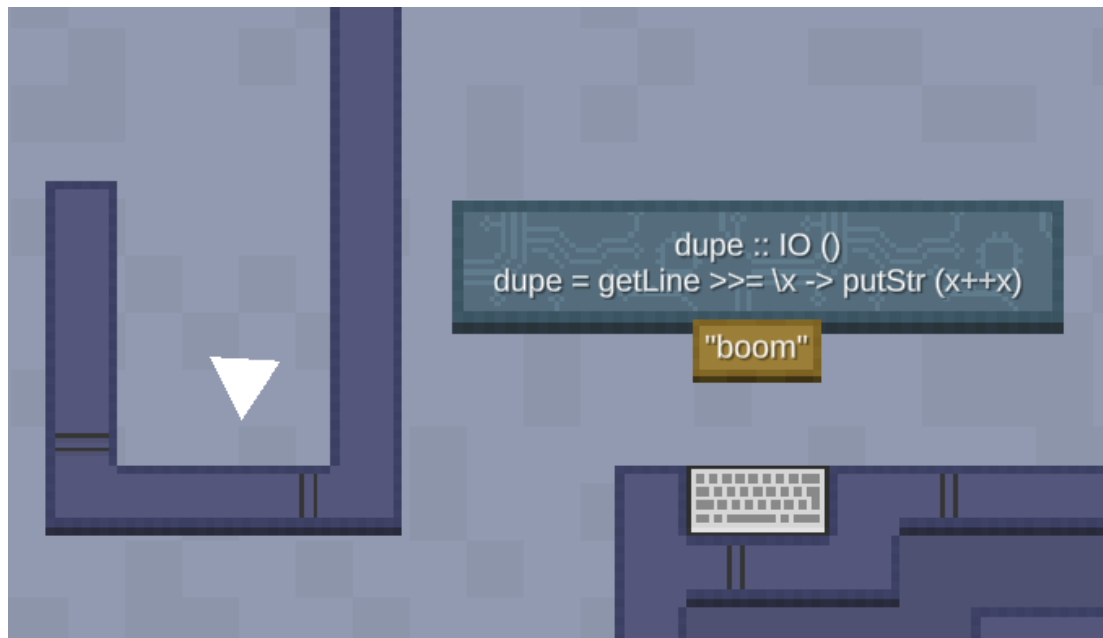 dupe :: IO ()
dupe = getLine >>= \x -> putStr (x++x)
"boom"